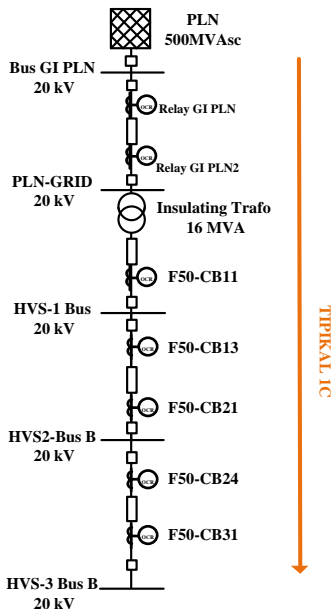 PLN
500MVAsc
Bus GI PLN
20 kV
OCR
Relay GI PLN
OCR
Relay GI PLN2
PLN-GRID
20 kV
Insulating Trafo
16 MVA
OCR
F50-CB11
HVS-1 Bus
20 kV
OCR
F50-CB13
OCR
F50-CB21
HVS2-Bus B
20 kV
OCR
F50-CB24
OCR
F50-CB31
HVS-3 Bus B
20 kV
TIPIKAL 1C